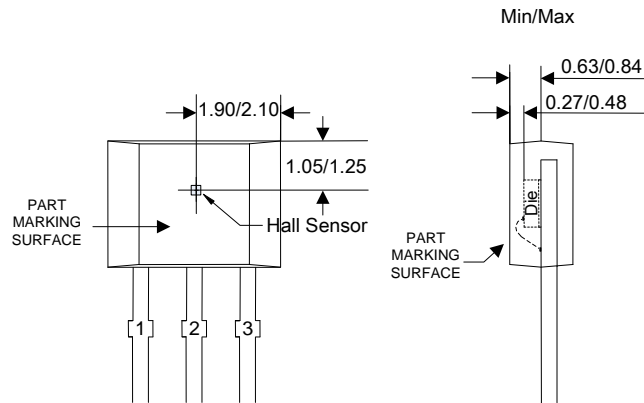 Min/Max
0.63/0.84
1.90/2.10
0.27/0.48
1.05/1.25
PART
MARKING
SURFACE
Hall Sensor
Die
PART
MARKING
SURFACE
1 2 3